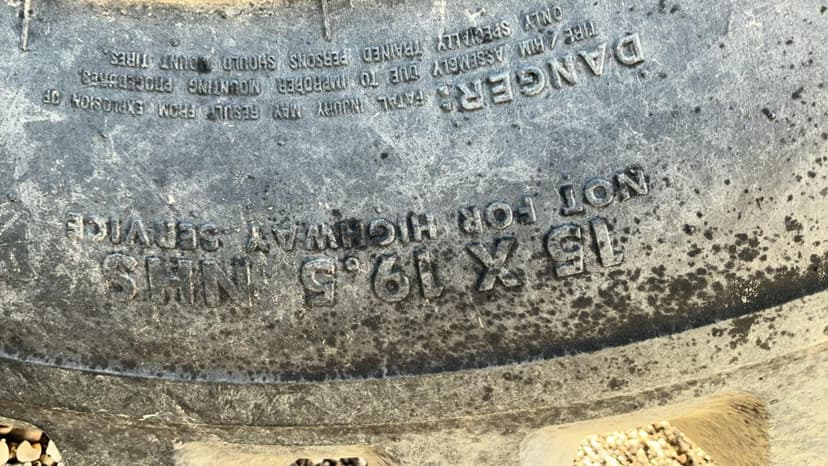 15 X 19.5 NHS
NOT FOR HIGHWAY SERVICE
DANGER: FATAL INJURY MAY RESULT FROM EXPLOSION OF
TIRE/RIM ASSEMBLY DUE TO IMPROPER MOUNTING PROCEDURES.
ONLY SPECIALLY TRAINED PERSONS SHOULD MOUNT TIRES.